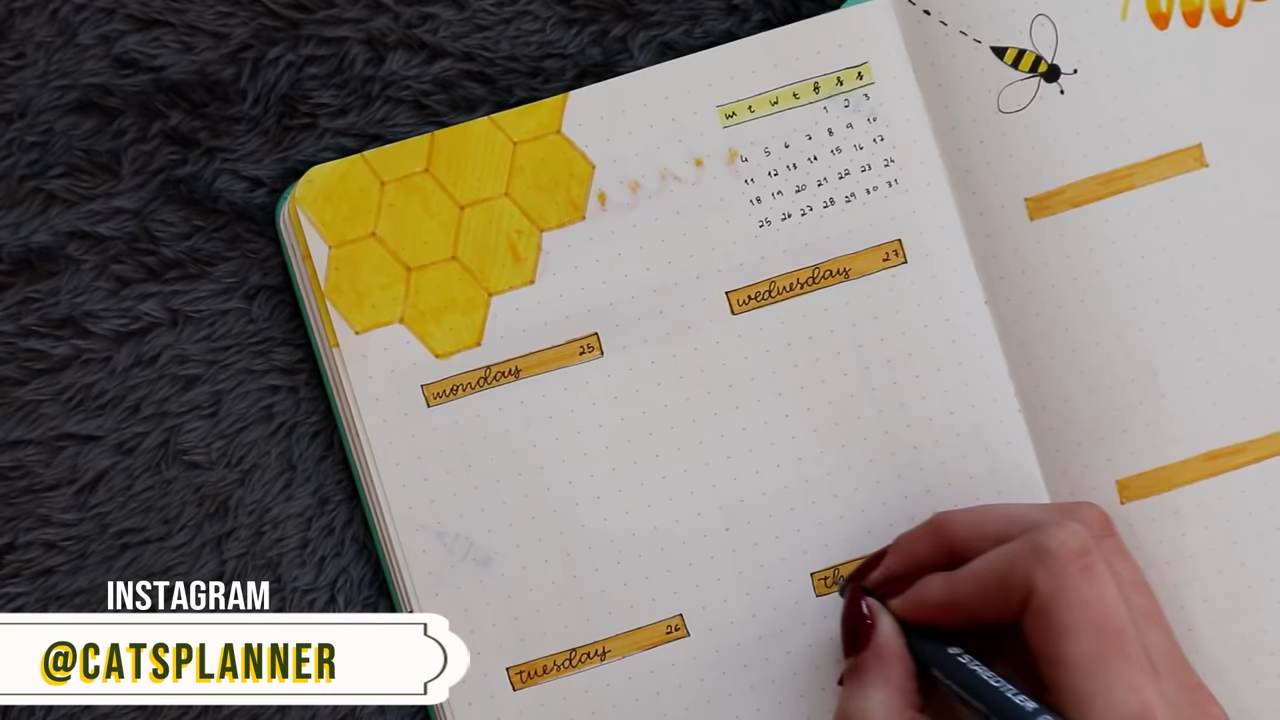 m t w t f s s
1 2 3
4 5 6 7 8 9 10
11 12 13 14 15 16 17
18 19 20 21 22 23 24
25 26 27 28 29 30 31
wednesday 27
monday 25
th
tuesday 26
STAEDTLER
INSTAGRAM
@CATSPLANNER